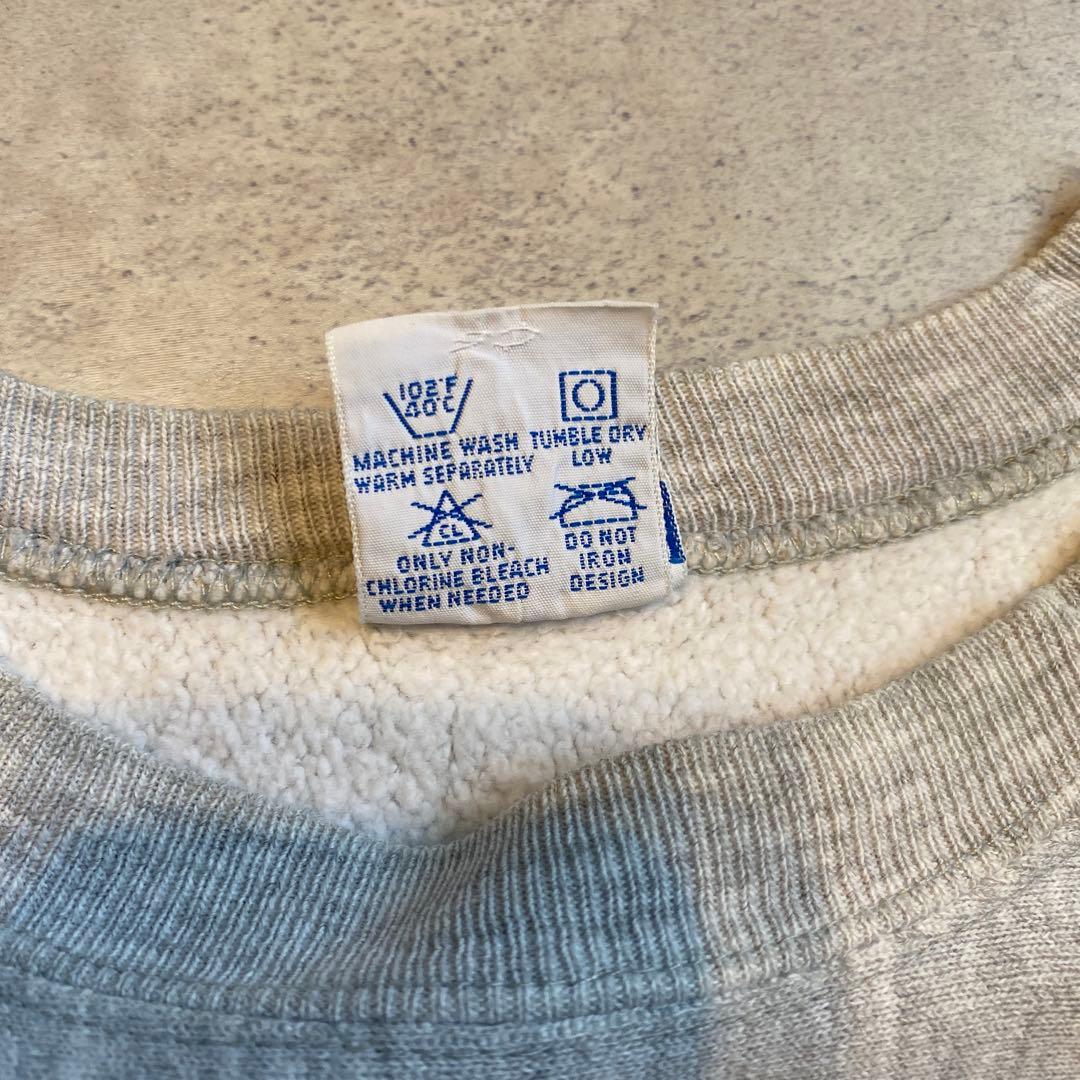 102°F
40°C
MACHINE WASH
WARM SEPARATELY
TUMBLE DRY
LOW
CL
ONLY NON-
CHLORINE BLEACH
WHEN NEEDED
DO NOT
IRON
DESIGN